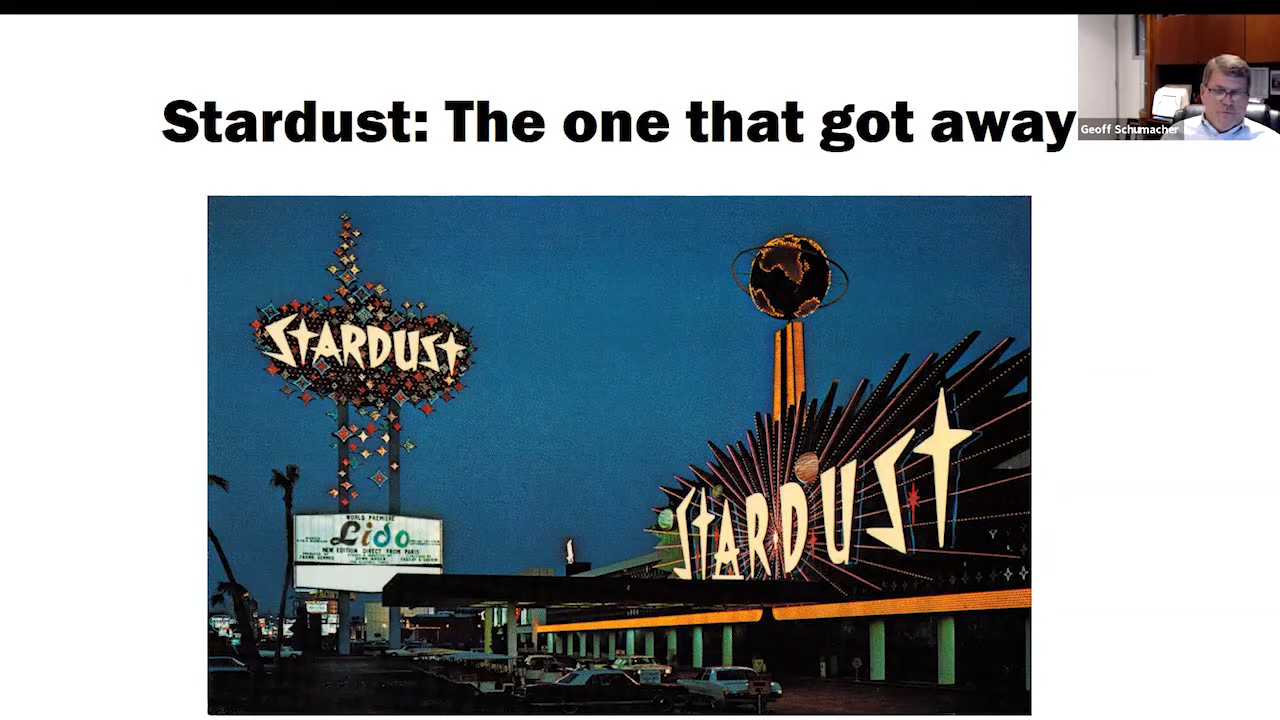 Stardust: The one that got away
Geoff Schumacher
STARDUST
WORLD PREMIERE
Lido
NEW EDITION DIRECT FROM PARIS
STARDUST